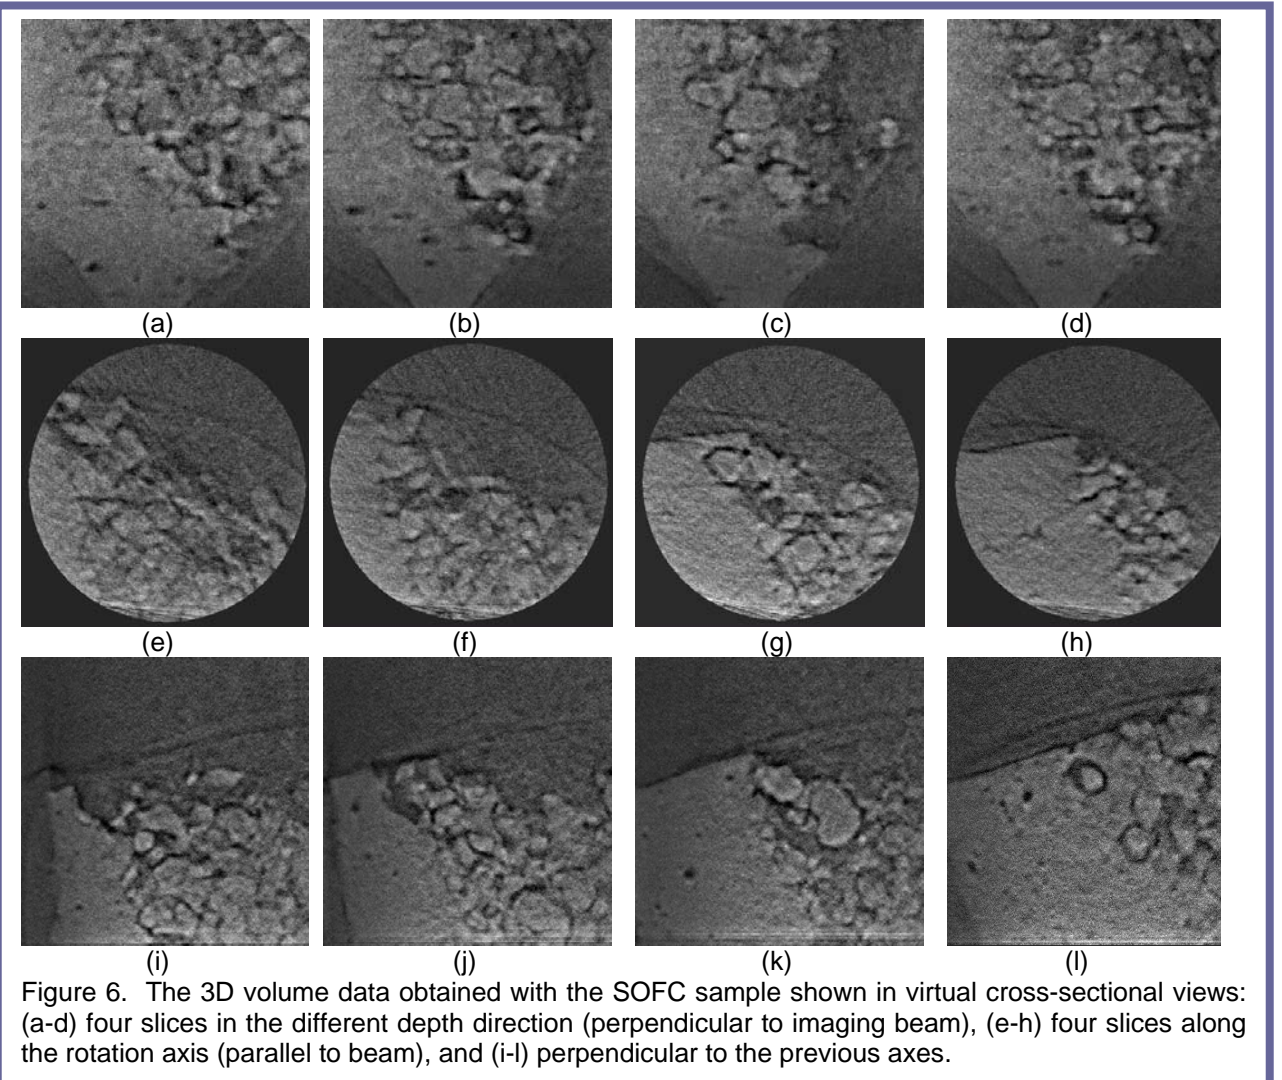 (a) (b) (c) (d)
(e) (f) (g) (h)
(i) (j) (k) (l)
Figure 6. The 3D volume data obtained with the SOFC sample shown in virtual cross-sectional views:
(a-d) four slices in the different depth direction (perpendicular to imaging beam), (e-h) four slices along
the rotation axis (parallel to beam), and (i-l) perpendicular to the previous axes.